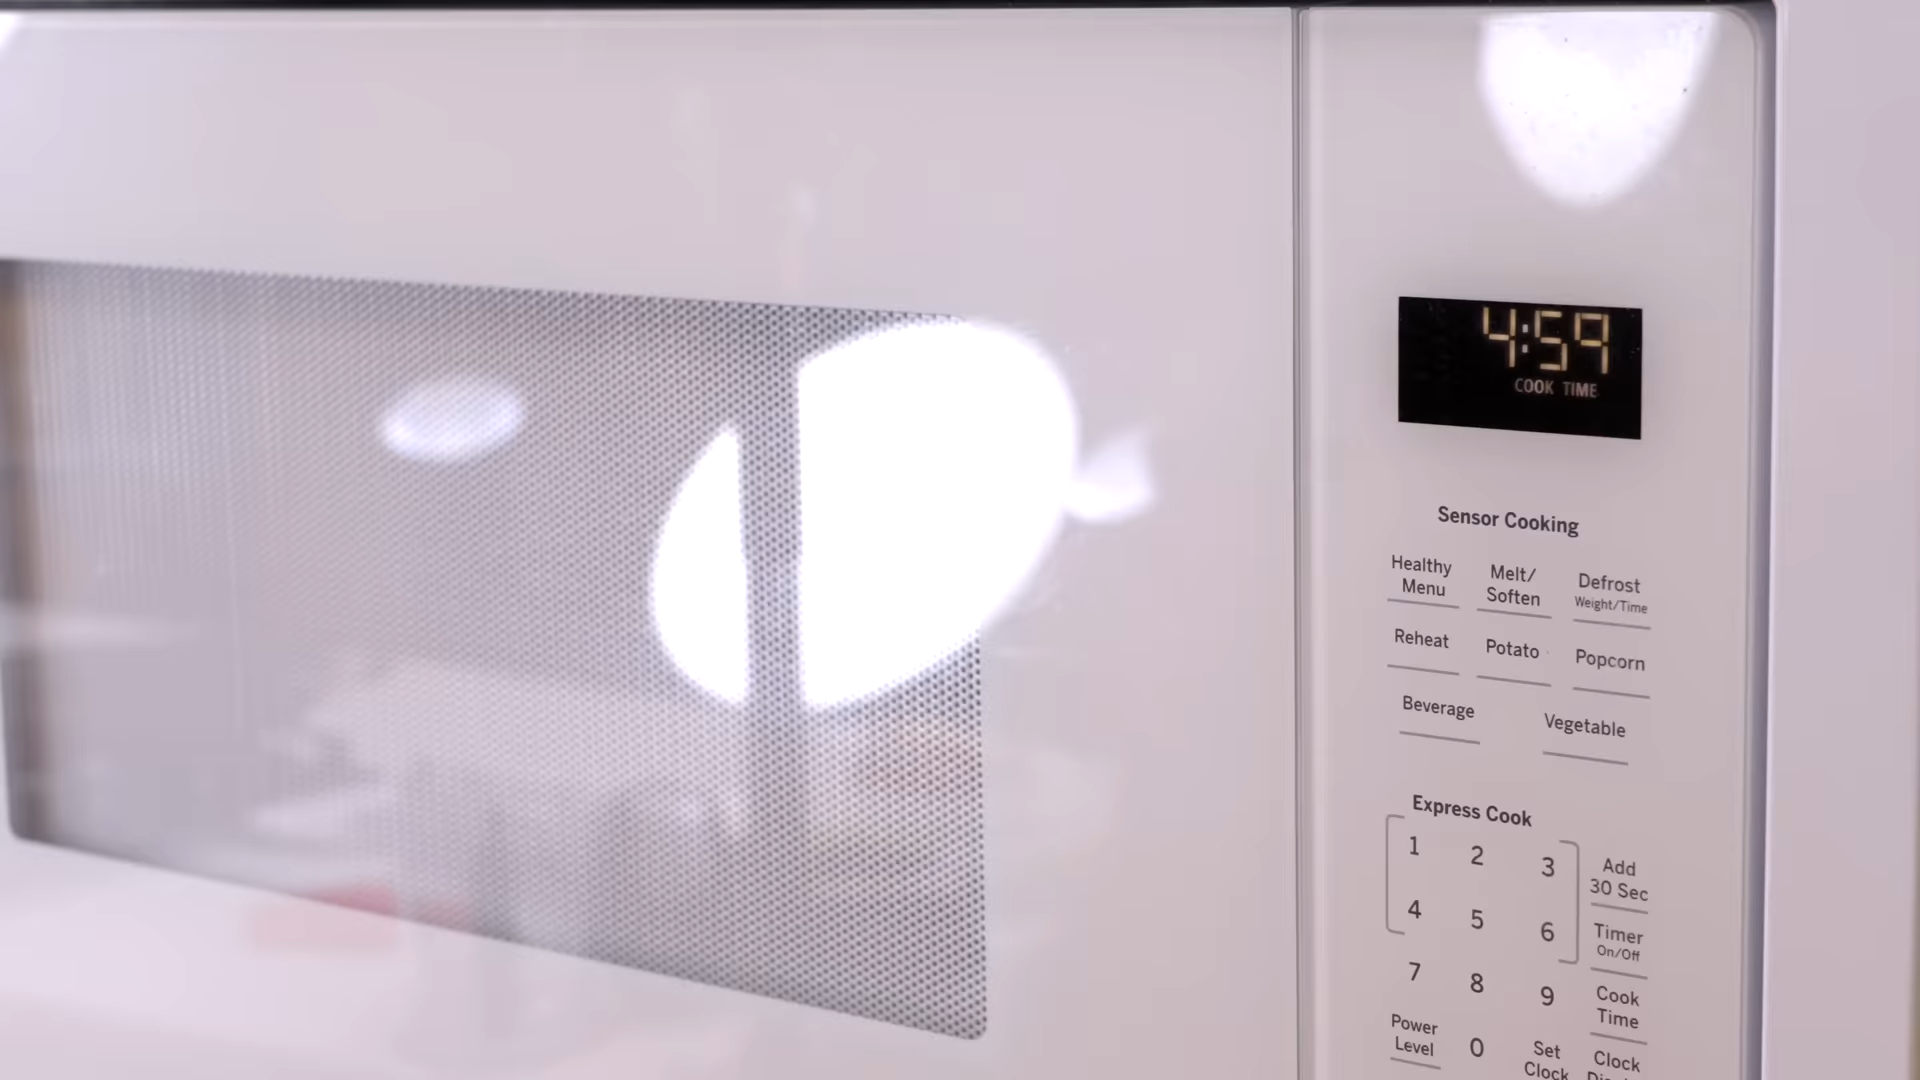 4:59
COOK TIME
Sensor Cooking
Healthy Menu
Melt/ Soften
Defrost
Weight/Time
Reheat
Potato
Popcorn
Beverage
Vegetable
Express Cook
1 2 3
Add 30 Sec
4 5 6
Timer
On/Off
7 8 9
Cook Time
Power Level
0
Set Clock
Clock